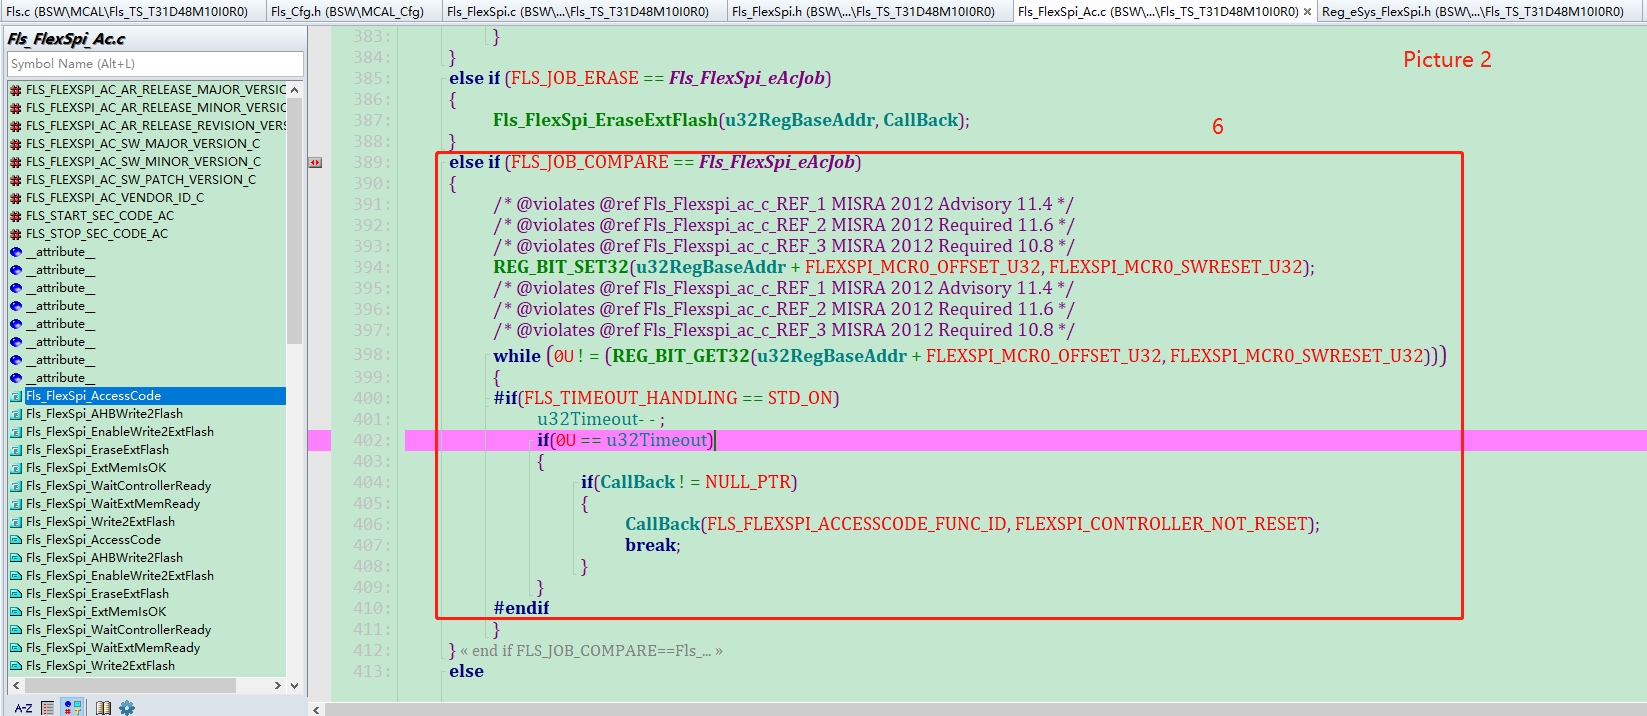 Fls.c (BSW\MCAL\Fls_TS_T31D48M10I0R0)
Fls_Cfg.h (BSW\MCAL_Cfg)
Fls_FlexSpi.c (BSW\...\Fls_TS_T31D48M10I0R0)
Fls_FlexSpi.h (BSW\...\Fls_TS_T31D48M10I0R0)
Fls_FlexSpi_Ac.c (BSW\...\Fls_TS_T31D48M10I0R0) ×
Reg_eSys_FlexSpi.h (BSW\...\Fls_TS_T31D48M10I0R0)
Fls_FlexSpi_Ac.c
Symbol Name (Alt+L)
FLS_FLEXSPI_AC_AR_RELEASE_MAJOR_VERSIO
FLS_FLEXSPI_AC_AR_RELEASE_MINOR_VERSIO
FLS_FLEXSPI_AC_AR_RELEASE_REVISION_VERS
FLS_FLEXSPI_AC_SW_MAJOR_VERSION_C
FLS_FLEXSPI_AC_SW_MINOR_VERSION_C
FLS_FLEXSPI_AC_SW_PATCH_VERSION_C
FLS_FLEXSPI_AC_VENDOR_ID_C
FLS_START_SEC_CODE_AC
FLS_STOP_SEC_CODE_AC
__attribute__
__attribute__
__attribute__
__attribute__
__attribute__
__attribute__
__attribute__
__attribute__
Fls_FlexSpi_AccessCode
Fls_FlexSpi_AHBWrite2Flash
Fls_FlexSpi_EnableWrite2ExtFlash
Fls_FlexSpi_EraseExtFlash
Fls_FlexSpi_ExtMemIsOK
Fls_FlexSpi_WaitControllerReady
Fls_FlexSpi_WaitExtMemReady
Fls_FlexSpi_Write2ExtFlash
Fls_FlexSpi_AccessCode
Fls_FlexSpi_AHBWrite2Flash
Fls_FlexSpi_EnableWrite2ExtFlash
Fls_FlexSpi_EraseExtFlash
Fls_FlexSpi_ExtMemIsOK
Fls_FlexSpi_WaitControllerReady
Fls_FlexSpi_WaitExtMemReady
Fls_FlexSpi_Write2ExtFlash
A-Z
Picture 2
6
383: }
384: }
385: else if (FLS_JOB_ERASE == Fls_FlexSpi_eAcJob)
386: {
387: Fls_FlexSpi_EraseExtFlash(u32RegBaseAddr, CallBack);
388: }
389: else if (FLS_JOB_COMPARE == Fls_FlexSpi_eAcJob)
390: {
391: /* @violates @ref Fls_Flexspi_ac_c_REF_1 MISRA 2012 Advisory 11.4 */
392: /* @violates @ref Fls_Flexspi_ac_c_REF_2 MISRA 2012 Required 11.6 */
393: /* @violates @ref Fls_Flexspi_ac_c_REF_3 MISRA 2012 Required 10.8 */
394: REG_BIT_SET32(u32RegBaseAddr + FLEXSPI_MCR0_OFFSET_U32, FLEXSPI_MCR0_SWRESET_U32);
395: /* @violates @ref Fls_Flexspi_ac_c_REF_1 MISRA 2012 Advisory 11.4 */
396: /* @violates @ref Fls_Flexspi_ac_c_REF_2 MISRA 2012 Required 11.6 */
397: /* @violates @ref Fls_Flexspi_ac_c_REF_3 MISRA 2012 Required 10.8 */
398: while (0U != (REG_BIT_GET32(u32RegBaseAddr + FLEXSPI_MCR0_OFFSET_U32, FLEXSPI_MCR0_SWRESET_U32)))
399: {
400: #if(FLS_TIMEOUT_HANDLING == STD_ON)
401: u32Timeout--;
402: if(0U == u32Timeout)
403: {
404: if(CallBack != NULL_PTR)
405: {
406: CallBack(FLS_FLEXSPI_ACCESSCODE_FUNC_ID, FLEXSPI_CONTROLLER_NOT_RESET);
407: break;
408: }
409: }
410: #endif
411: }
412: } « end if FLS_JOB_COMPARE==Fls_... »
413: else